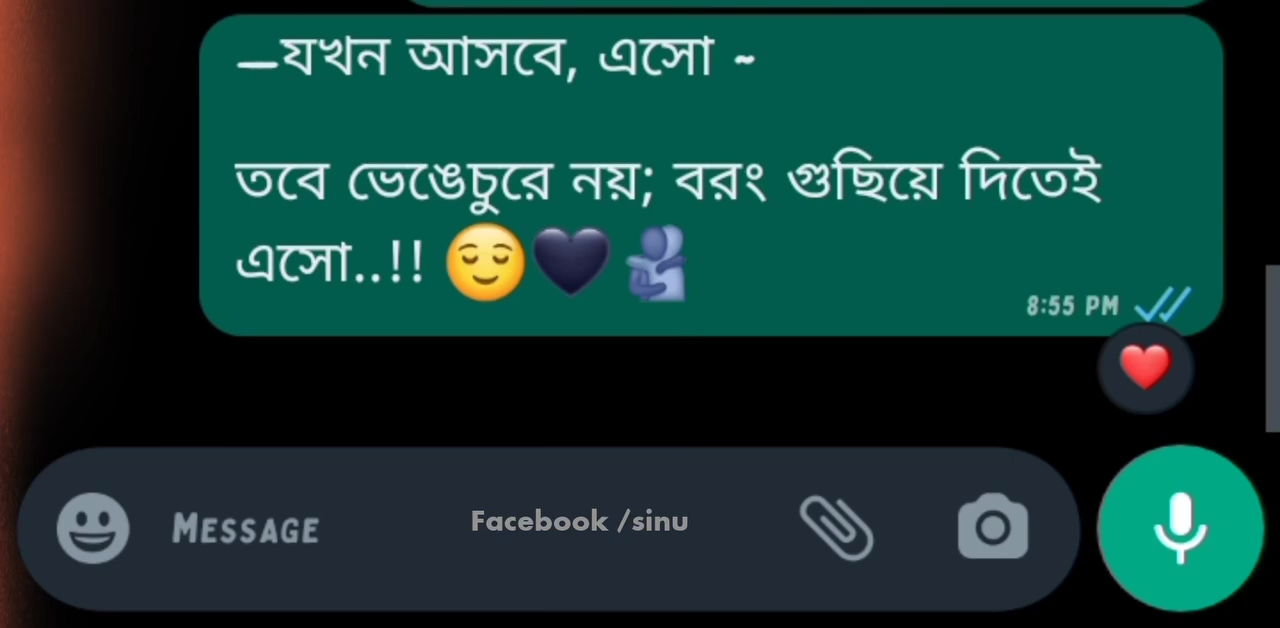 —যখন আসবে, এসো ~
তবে ভেঙেচুরে নয়; বরং গুছিয়ে দিতেই
এসো..!! 😌🖤🫂
8:55 PM
Message
Facebook /sinu